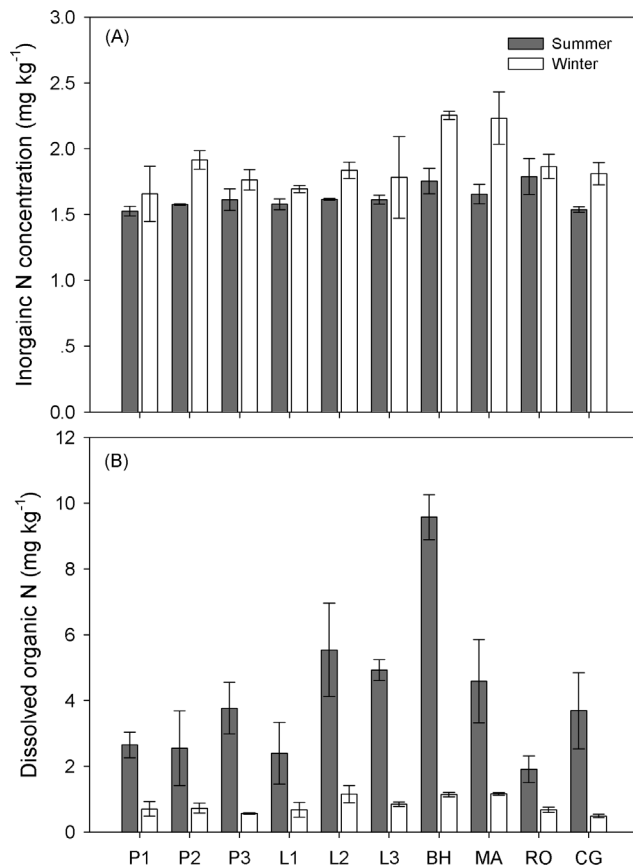 (A)
Summer
Winter
Inorgainc N concentration (mg kg⁻¹)
3.0
2.5
2.0
1.5
1.0
.5
0.0
(B)
Dissolved organic N (mg kg⁻¹)
12
10
8
6
4
2
0
P1 P2 P3 L1 L2 L3 BH MA RO CG